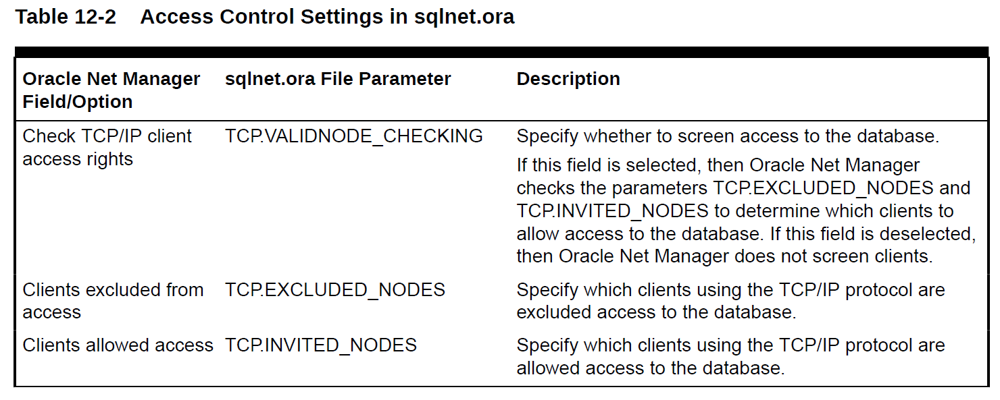 Table 12-2 Access Control Settings in sqlnet.ora
Oracle Net Manager Field/Option
sqlnet.ora File Parameter
Description
Check TCP/IP client access rights
TCP.VALIDNODE_CHECKING
Specify whether to screen access to the database.
If this field is selected, then Oracle Net Manager
checks the parameters TCP.EXCLUDED_NODES and
TCP.INVITED_NODES to determine which clients to
allow access to the database. If this field is deselected,
then Oracle Net Manager does not screen clients.
Clients excluded from
access
TCP.EXCLUDED_NODES
Specify which clients using the TCP/IP protocol are
excluded access to the database.
Clients allowed access
TCP.INVITED_NODES
Specify which clients using the TCP/IP protocol are
allowed access to the database.